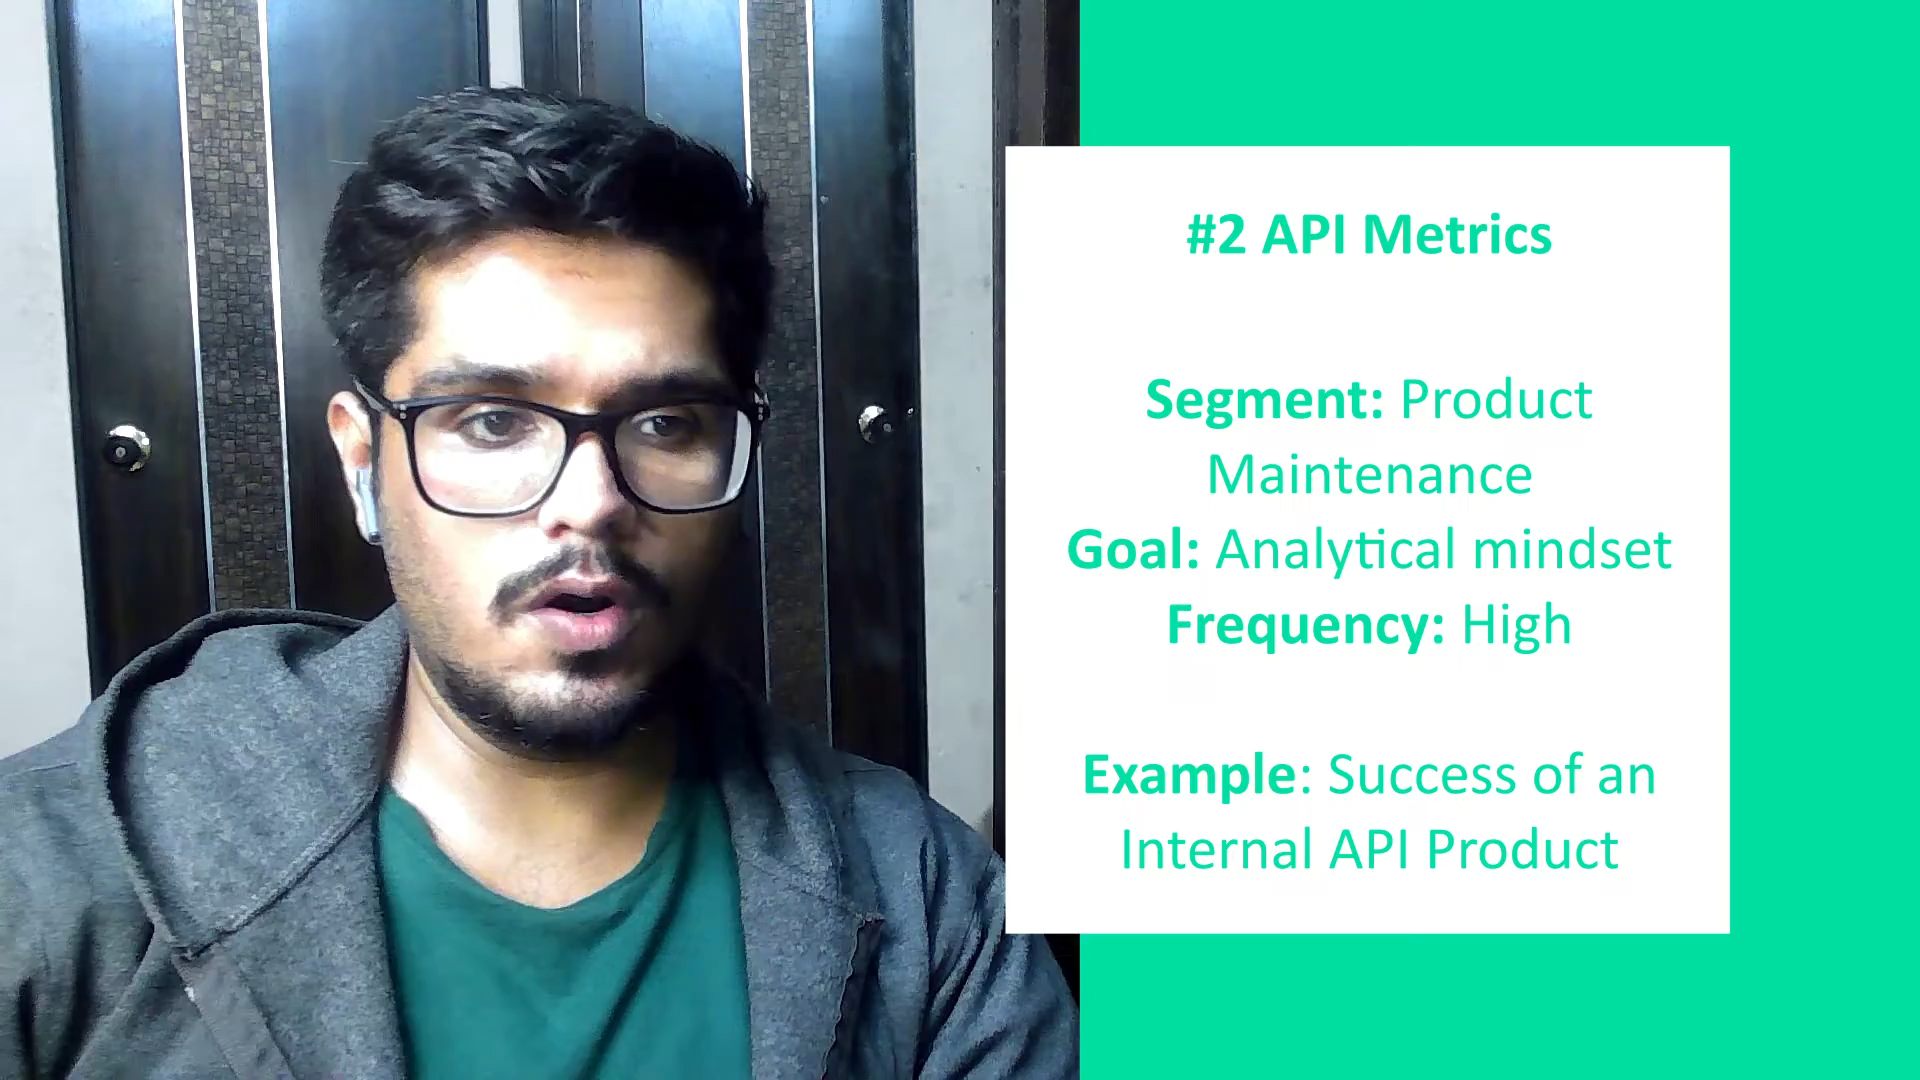 #2 API Metrics
Segment: Product
Maintenance
Goal: Analytical mindset
Frequency: High
Example: Success of an
Internal API Product